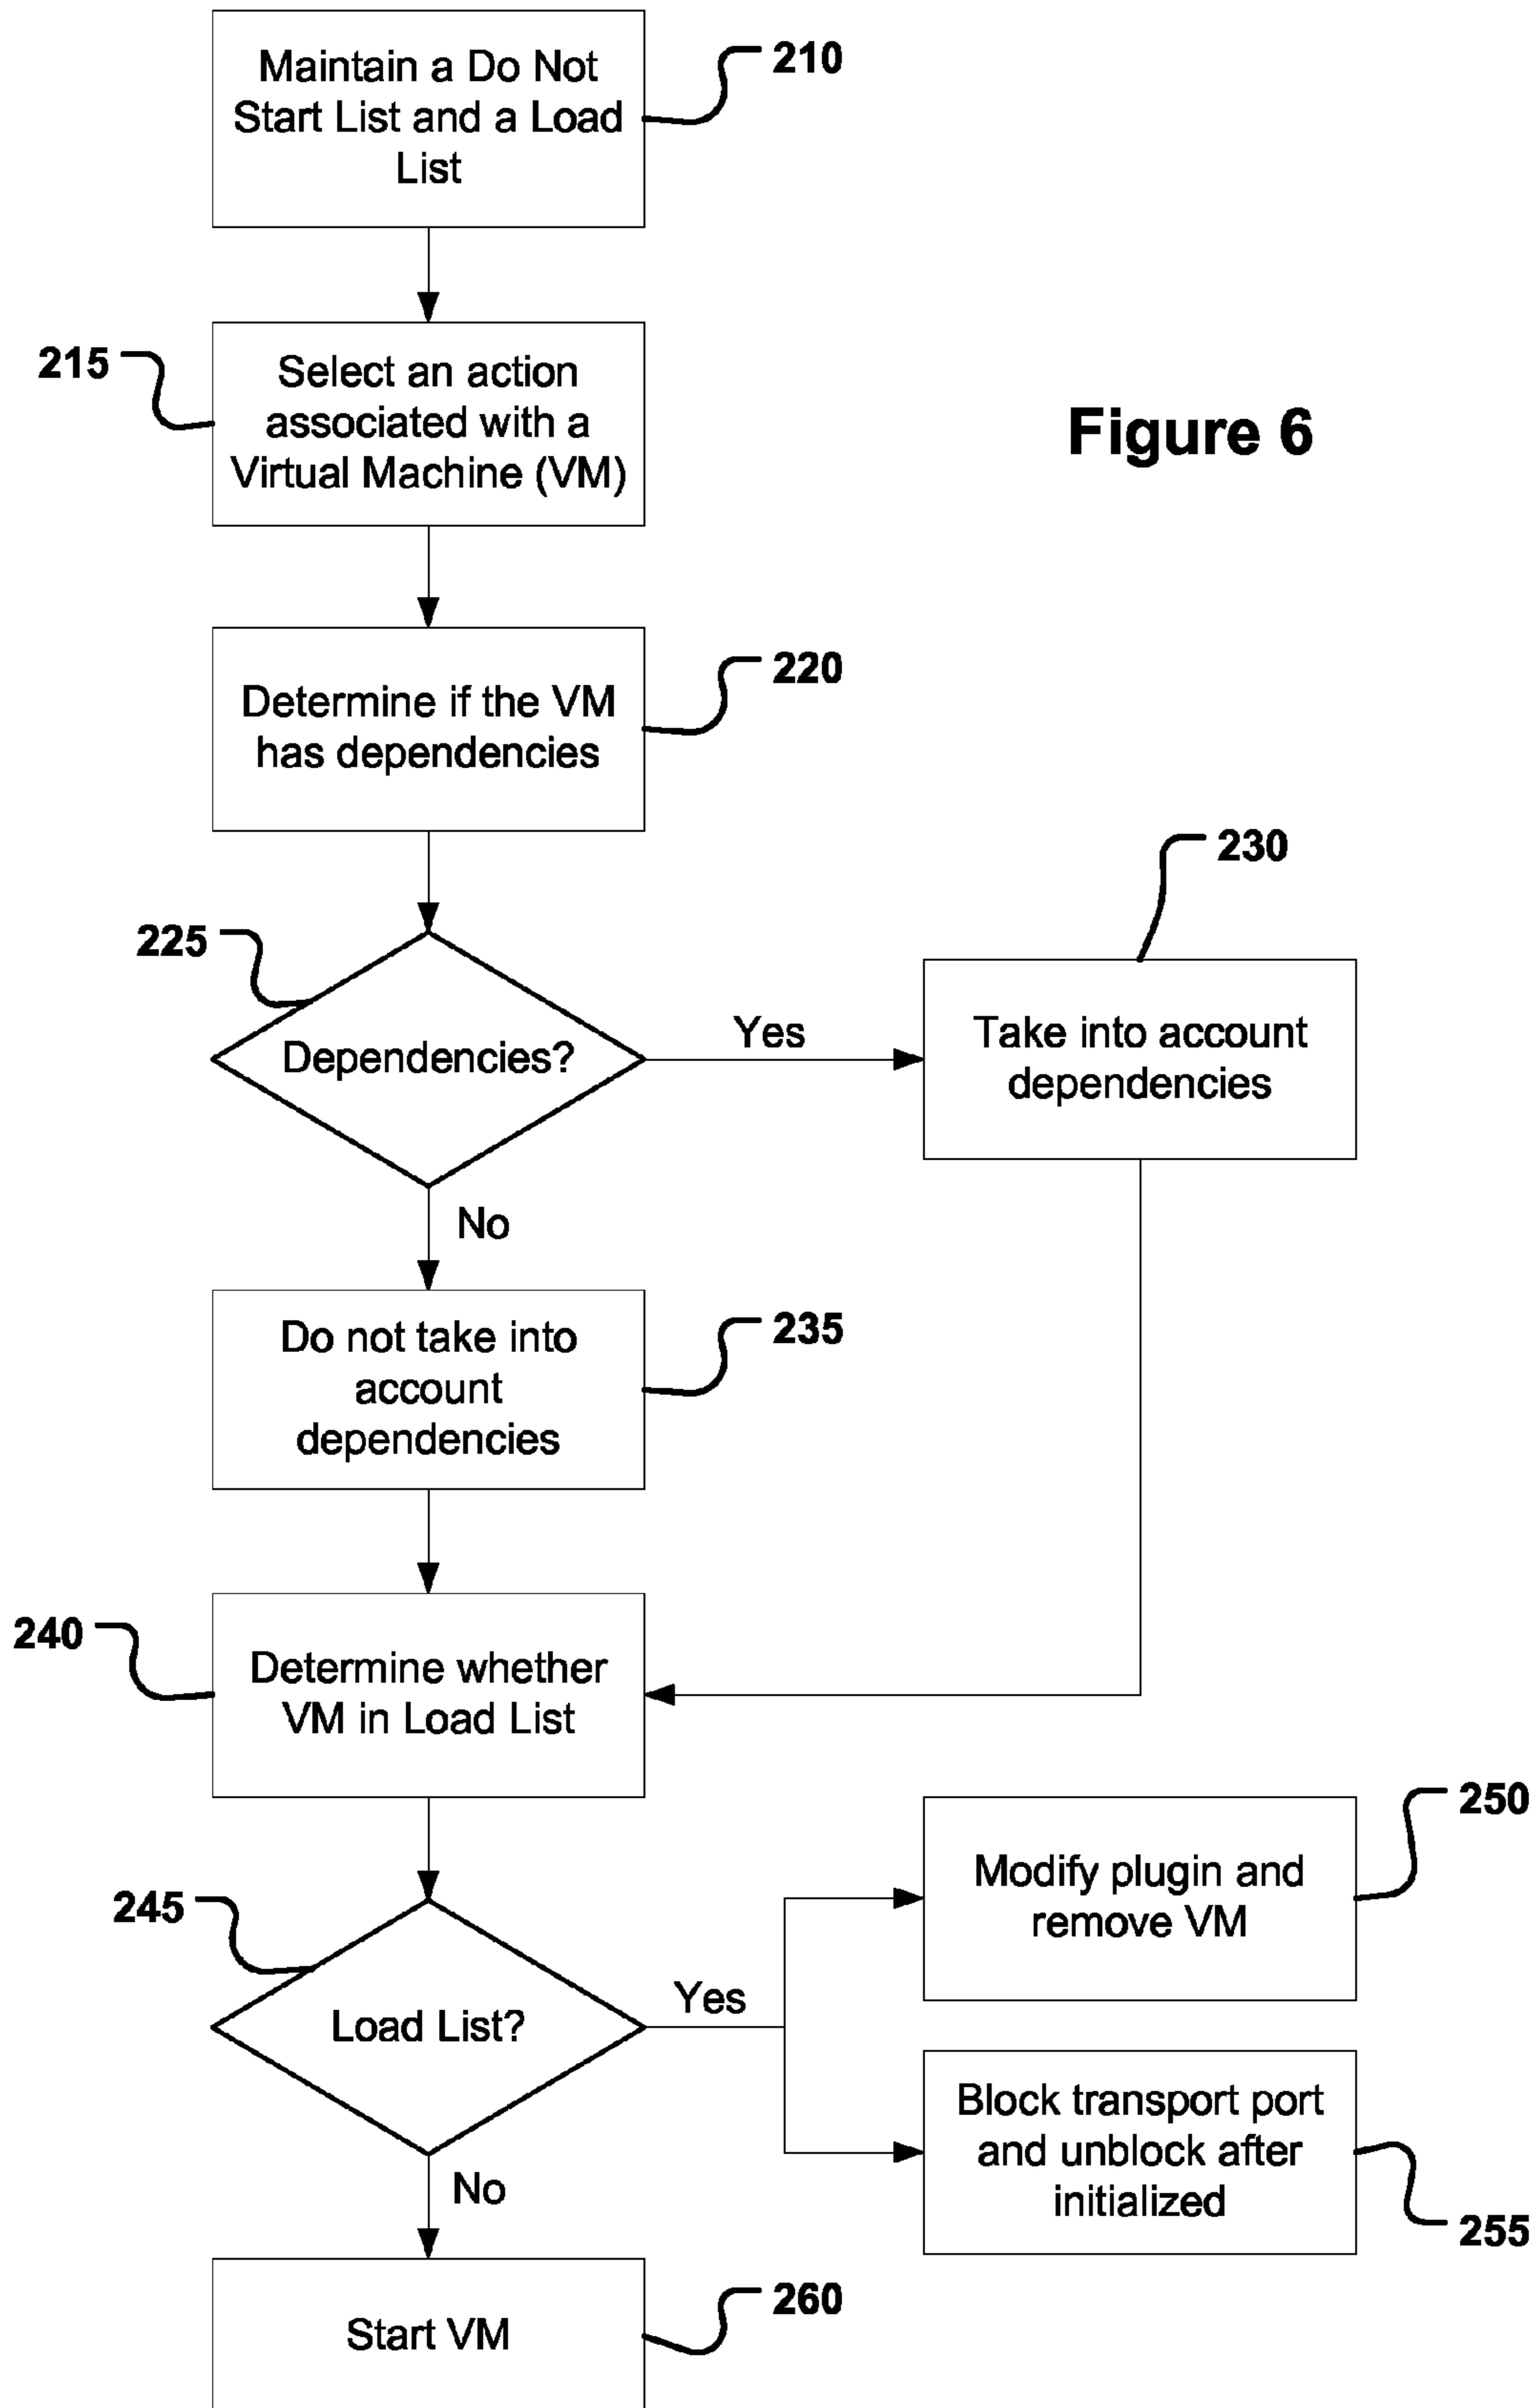 Maintain a Do Not
Start List and a Load
List
210
215
Select an action
associated with a
Virtual Machine (VM)
Figure 6
Determine if the VM
has dependencies
220
225
Dependencies?
Yes
230
Take into account
dependencies
No
Do not take into
account
dependencies
235
240
Determine whether
VM in Load List
245
Load List?
Yes
Modify plugin and
remove VM
250
Block transport port
and unblock after
initialized
255
No
Start VM
260